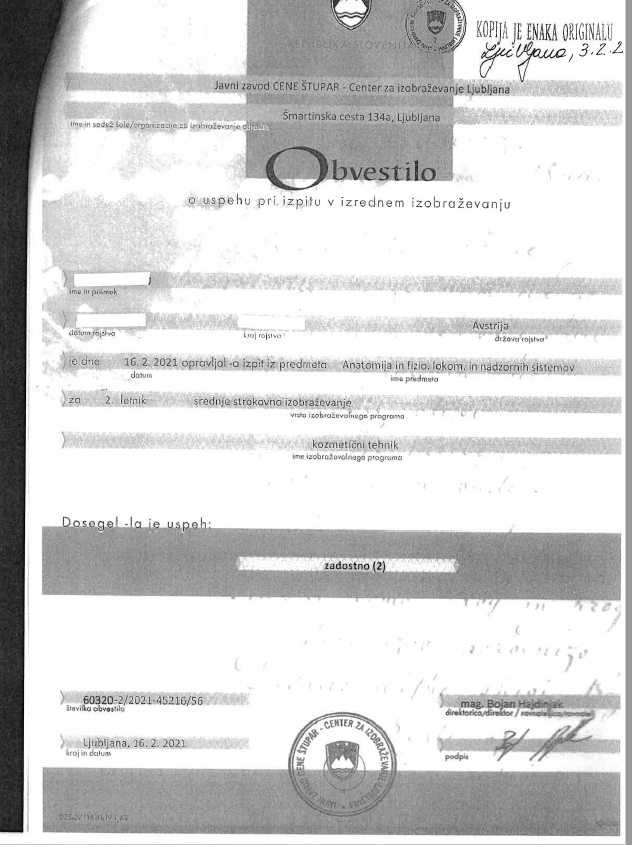 KOPIJA JE ENAKA ORIGINALU
Ljubljana, 3.2.2
REPUBLIKA SLOVENIJA
Javni zavod CENE ŠTUPAR - Center za izobraževanje Ljubljana
Šmartinska cesta 134a, Ljubljana
ime in sedež šole/organizacije za izobraževanje
Obvestilo
o uspehu pri izpitu v izrednem izobraževanju
ime in priimek
Avstrija
datum rojstva kraj rojstva država rojstva
je dne 16. 2. 2021 opravljal -a izpit iz predmeta Anatomija in fizio. lokom. in nadzornih sistemov
datum ime predmeta
za 2. letnik srednje strokovno izobraževanje
vrsta izobraževalnega programa
kozmetični tehnik
ime izobraževalnega programa
Dosegel -la je uspeh:
zadostno (2)
60320-2/2021-45216/56
številka obvestila
mag. Bojan Hajdinjak
direktorica/direktor /
Ljubljana, 16. 2. 2021
kraj in datum
podpis
JAVNI ZAVOD CENE ŠTUPAR - CENTER ZA IZOBRAŽEVANJE LJUBLJANA